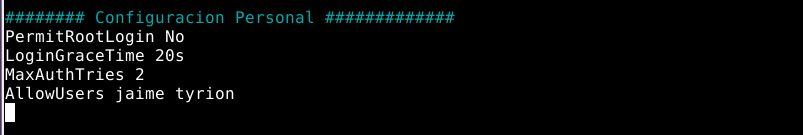 ######## Configuracion Personal #############
PermitRootLogin No
LoginGraceTime 20s
MaxAuthTries 2
AllowUsers jaime tyrion